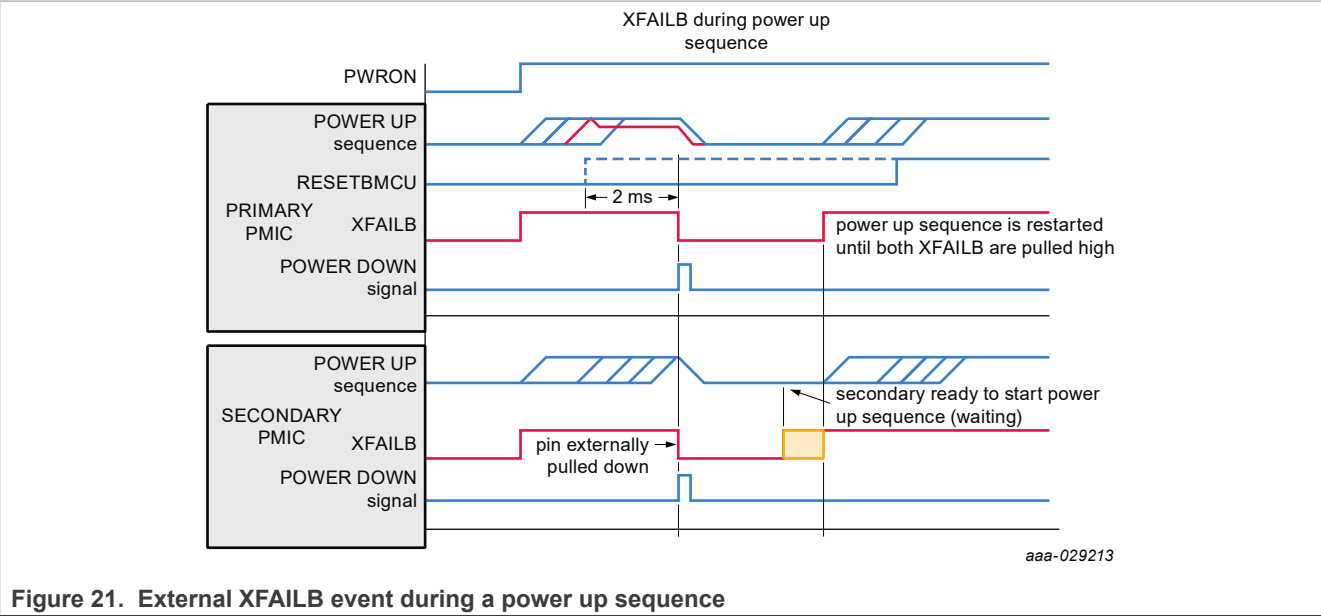 XFAILB during power up
sequence
PWRON
POWER UP
sequence
RESETBMCU
2 ms
PRIMARY
PMIC
XFAILB
power up sequence is restarted
until both XFAILB are pulled high
POWER DOWN
signal
POWER UP
sequence
secondary ready to start power
up sequence (waiting)
SECONDARY
PMIC
XFAILB
pin externally
pulled down
POWER DOWN
signal
aaa-029213
Figure 21. External XFAILB event during a power up sequence